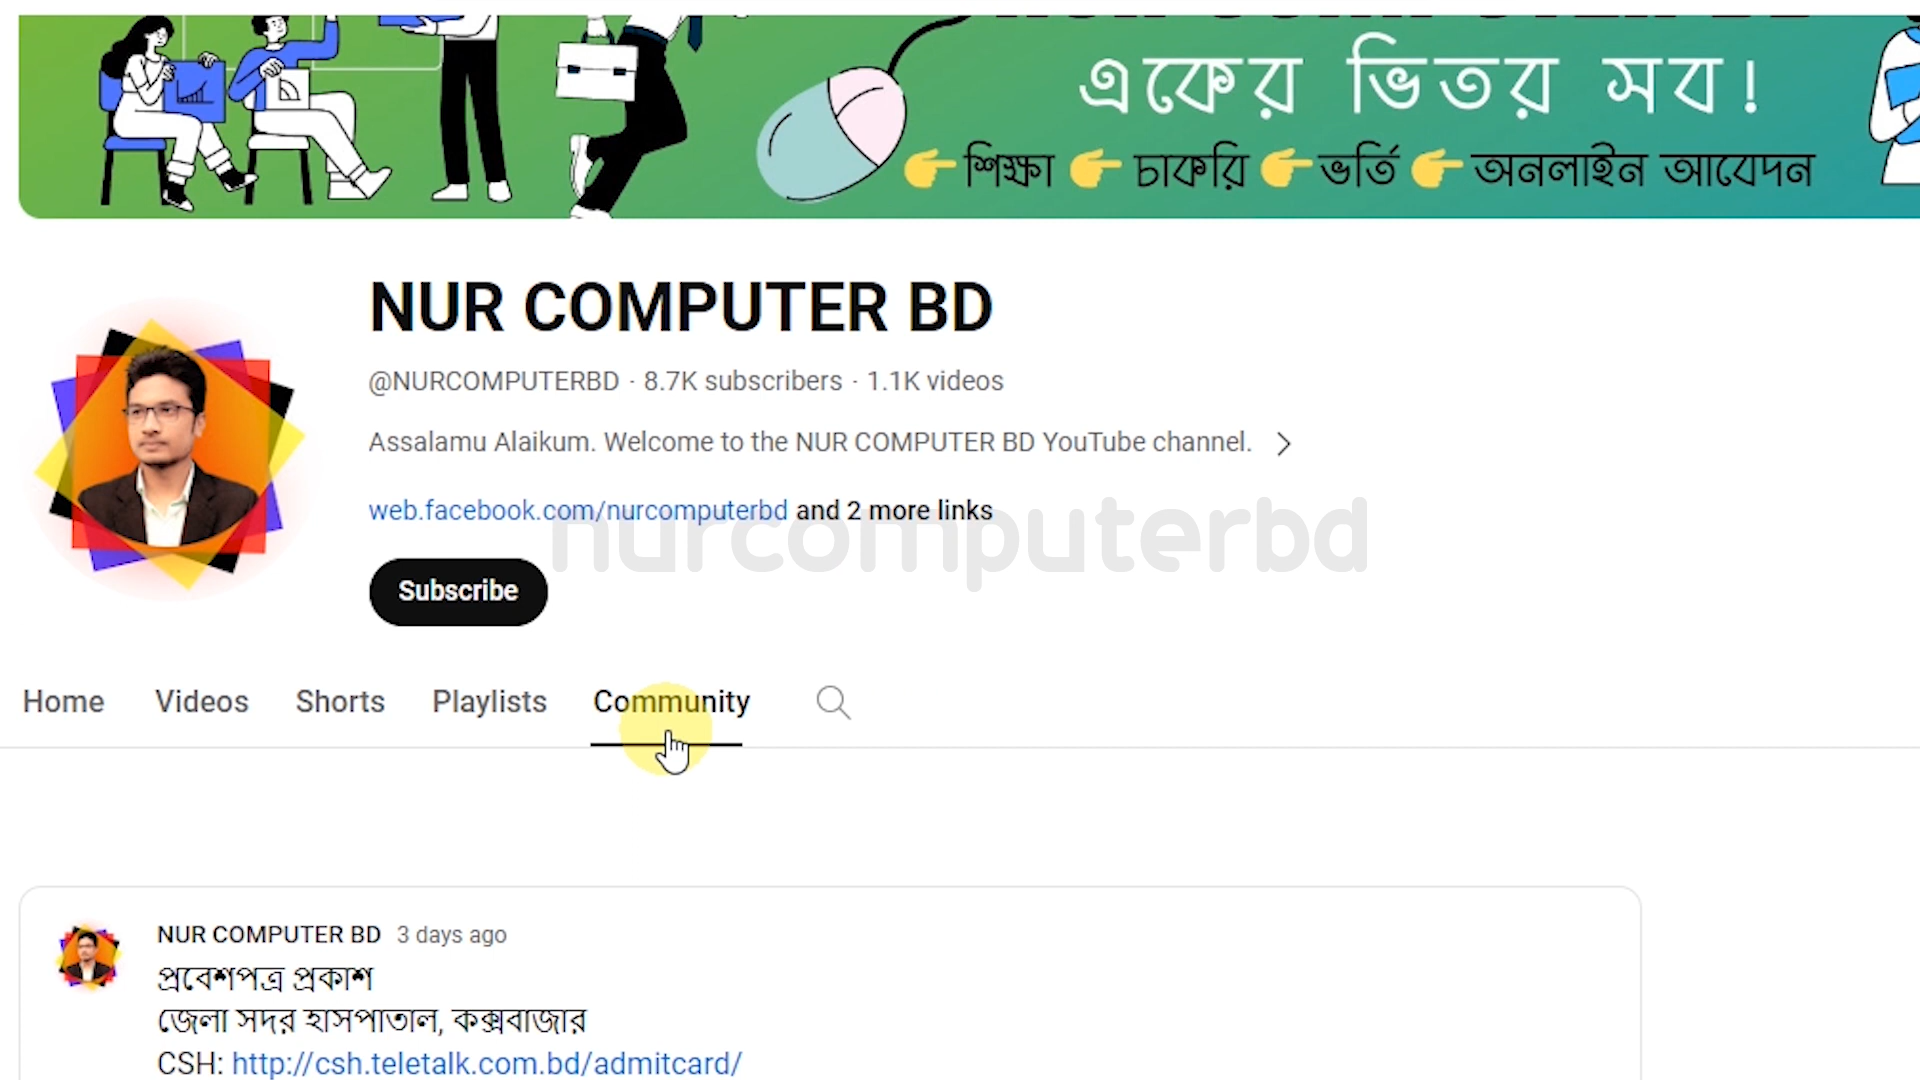 একের ভিতর সব!
👉শিক্ষা 👉চাকরি 👉ভর্তি 👉অনলাইন আবেদন
NUR COMPUTER BD
@NURCOMPUTERBD · 8.7K subscribers · 1.1K videos
Assalamu Alaikum. Welcome to the NUR COMPUTER BD YouTube channel.
web.facebook.com/nurcomputerbd and 2 more links
nurcomputerbd
Subscribe
Home Videos Shorts Playlists Community
NUR COMPUTER BD 3 days ago
প্রবেশপত্র প্রকাশ
জেলা সদর হাসপাতাল, কক্সবাজার
CSH: http://csh.teletalk.com.bd/admitcard/